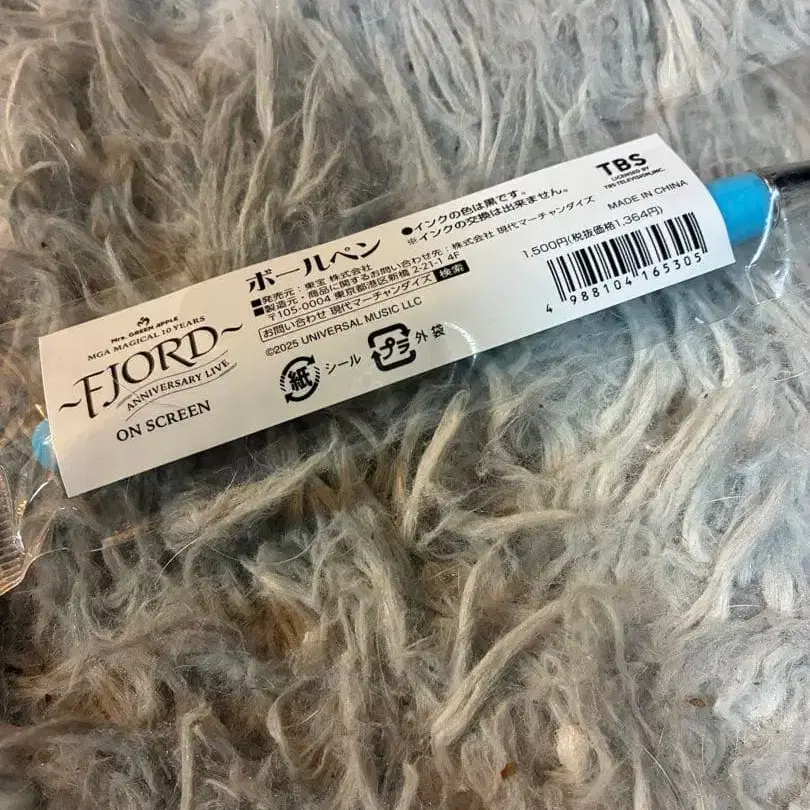 Mrs. GREEN APPLE
MGA MAGICAL 10 YEARS
~FJORD~
ANNIVERSARY LIVE
ON SCREEN
ボールペン
■発売元：東宝 株式会社
■製造元・商品に関するお問い合わせ先：株式会社 現代マーチャンダイズ
〒105-0004 東京都港区新橋 2-21-1 4F
お問い合わせ 現代マーチャンダイズ 検索
©2025 UNIVERSAL MUSIC LLC
紙 シール プラ 外袋
●インクの色は黒です。
※インクの交換は出来ません。
TBS
LICENSED BY
TBS TELEVISION,INC.
MADE IN CHINA
1,500円(税抜価格1,364円)
4 988104 165305